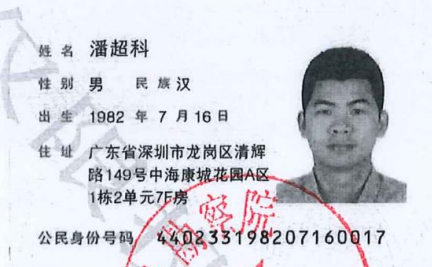 姓名 潘超科
性别 男 民族 汉
出生 1982 年 7 月 16 日
住址 广东省深圳市龙岗区清辉
路149号中海康城花园A区
1栋2单元7F房
公民身份号码 440233198207160017
察院